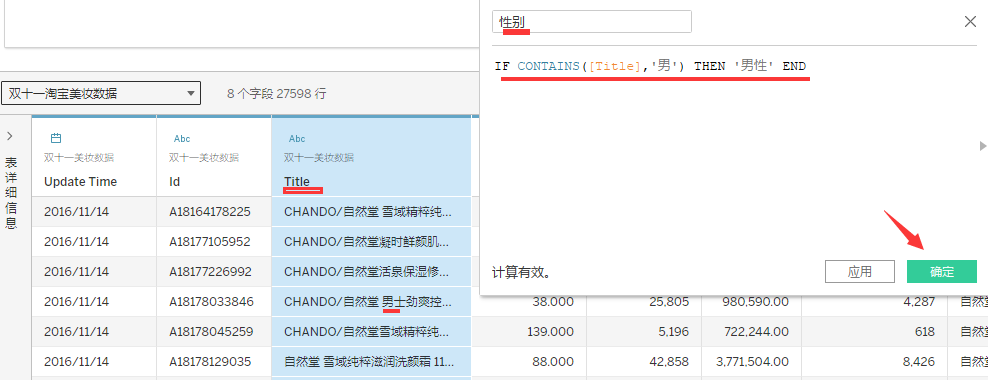 性别
IF CONTAINS([Title],'男') THEN '男性' END
双十一淘宝美妆数据
8 个字段 27598 行
表详细信息
Abc
Abc
双十一美妆数据
双十一美妆数据
双十一美妆数据
Update Time
Id
Title
2016/11/14
A18164178225
CHANDO/自然堂 雪域精粹纯...
2016/11/14
A18177105952
CHANDO/自然堂凝时鲜颜肌...
2016/11/14
A18177226992
CHANDO/自然堂活泉保湿修...
计算有效。
应用
确定
2016/11/14
A18178033846
CHANDO/自然堂 男士劲爽控...
38.000
25,805
980,590.00
4,287
自然
2016/11/14
A18178045259
CHANDO/自然堂雪域精粹纯...
139.000
5,196
722,244.00
618
自然
2016/11/14
A18178129035
自然堂 雪域纯粹滋润洗颜霜 11...
88.000
42,858
3,771,504.00
8,426
自然